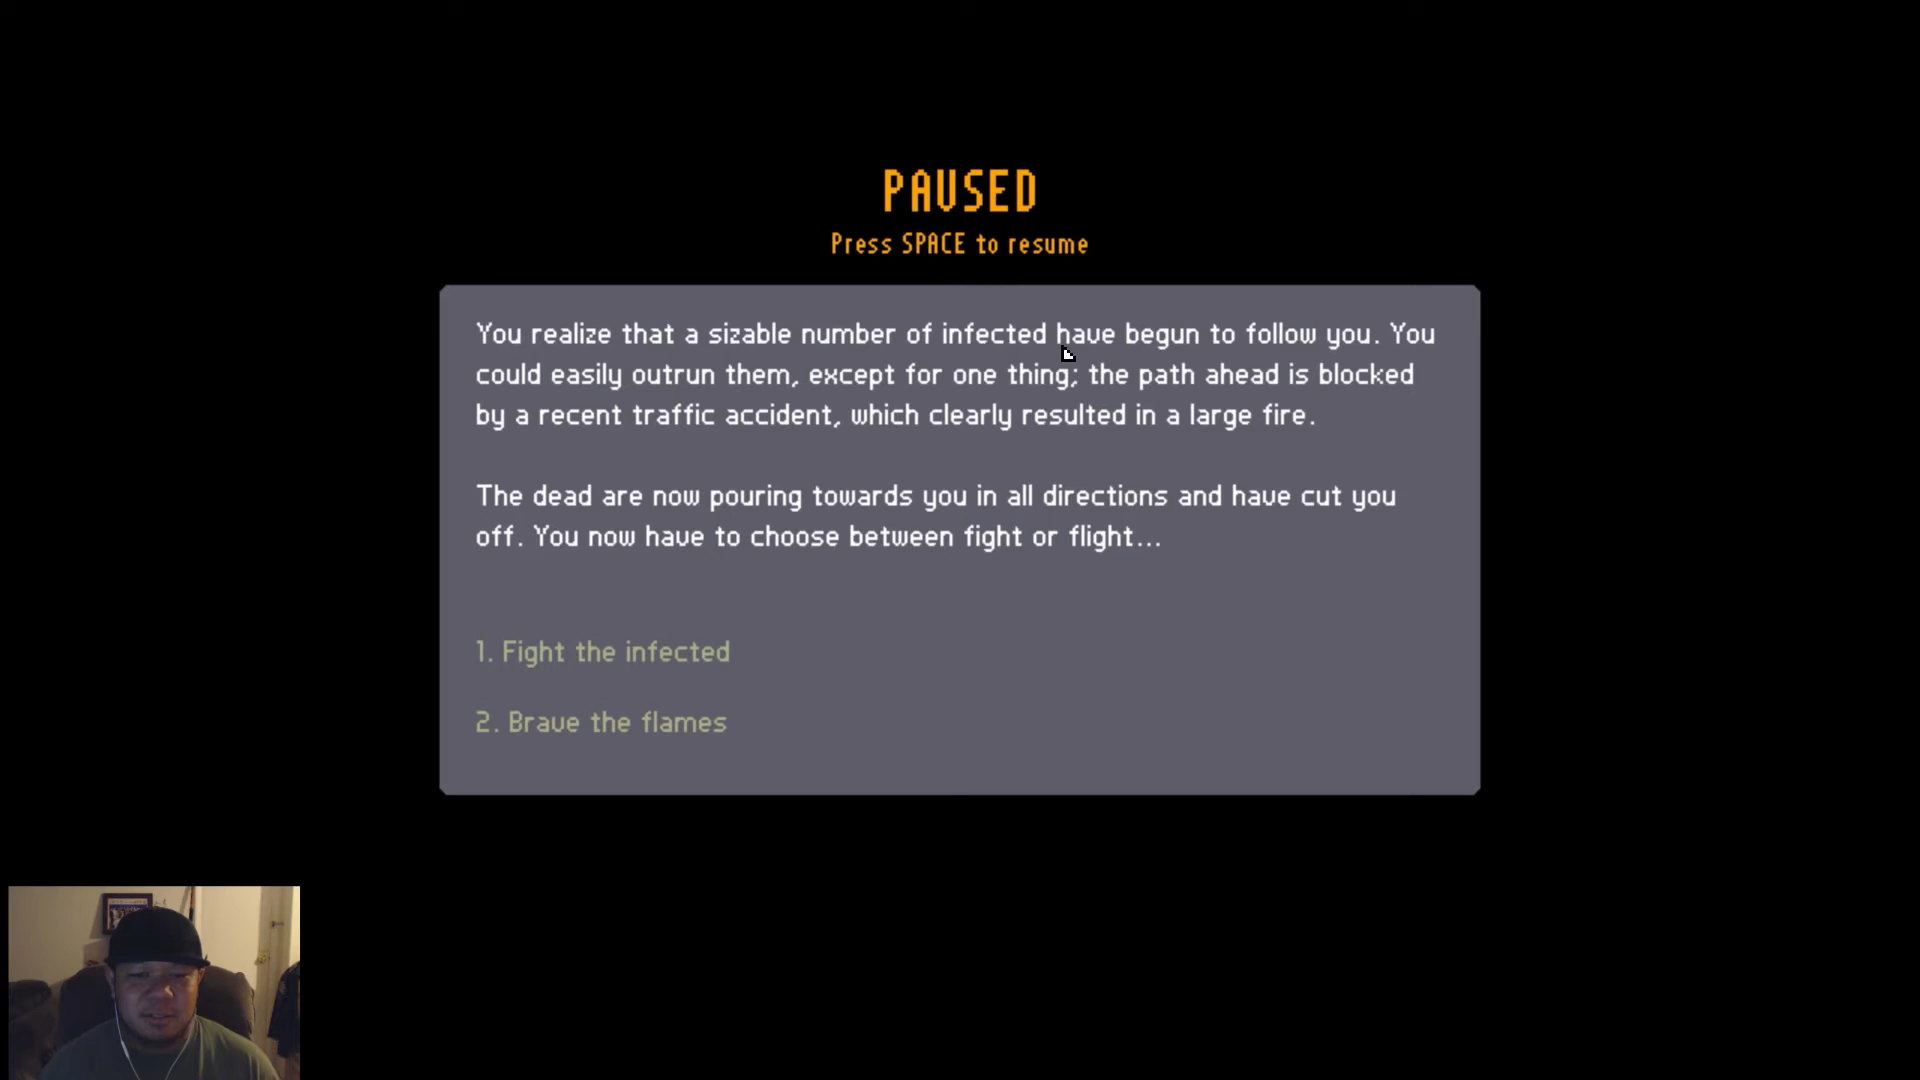 PAUSED
Press SPACE to resume
You realize that a sizable number of infected have begun to follow you. You
could easily outrun them, except for one thing; the path ahead is blocked
by a recent traffic accident, which clearly resulted in a large fire.
The dead are now pouring towards you in all directions and have cut you
off. You now have to choose between fight or flight...
1. Fight the infected
2. Brave the flames